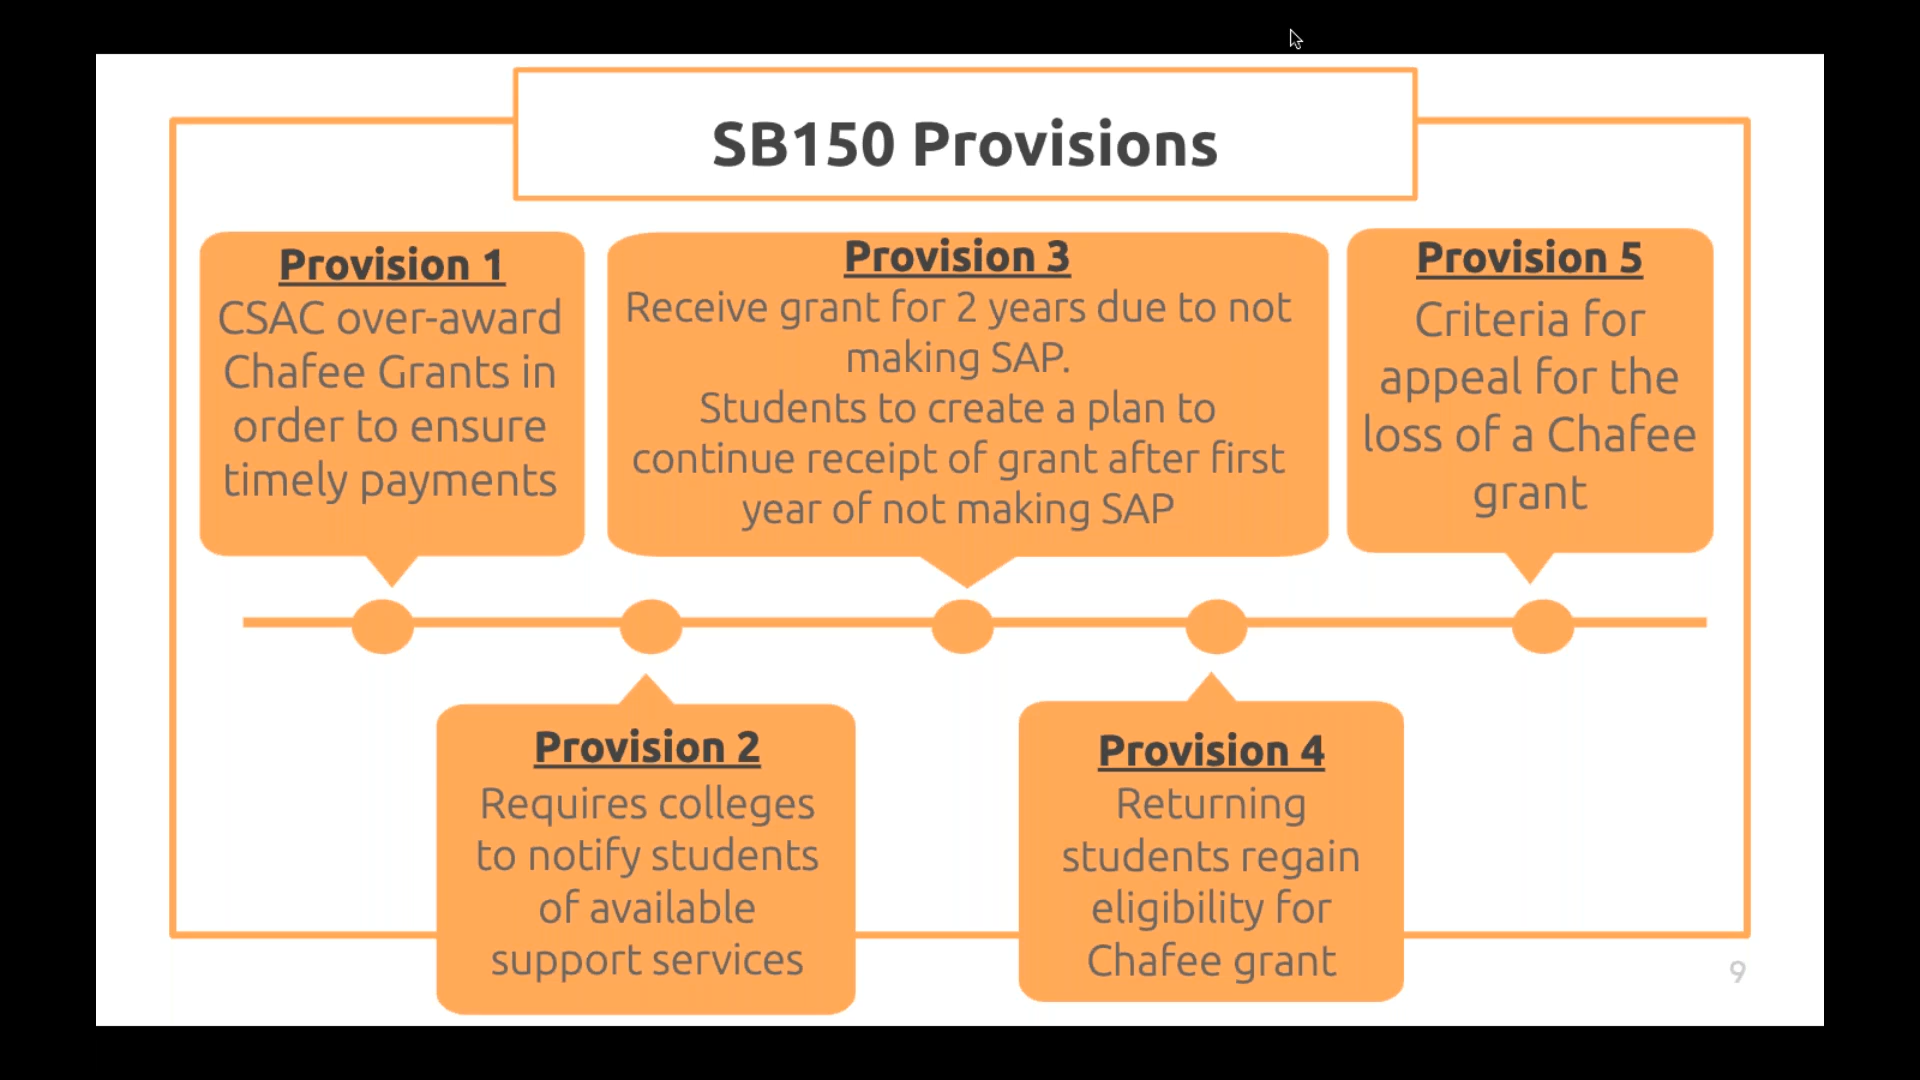 SB150 Provisions
Provision 1
CSAC over-award
Chafee Grants in
order to ensure
timely payments
Provision 2
Requires colleges
to notify students
of available
support services
Provision 3
Receive grant for 2 years due to not
making SAP.
Students to create a plan to
continue receipt of grant after first
year of not making SAP
Provision 4
Returning
students regain
eligibility for
Chafee grant
Provision 5
Criteria for
appeal for the
loss of a Chafee
grant
9